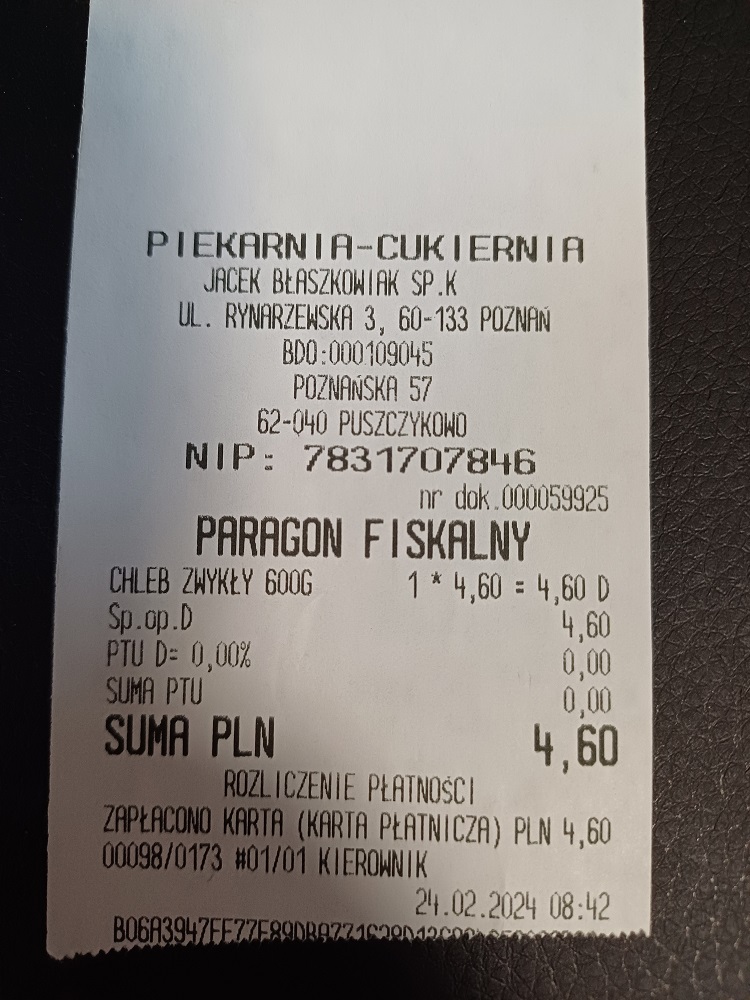 PIEKARNIA-CUKIERNIA
JACEK BŁASZKOWIAK SP.K
UL. RYNARZEWSKA 3, 60-133 POZNAŃ
BDO:000109045
POZNAŃSKA 57
62-040 PUSZCZYKOWO
NIP: 7831707846
nr dok.000059925
PARAGON FISKALNY
CHLEB ZWYKŁY 600G 1 * 4,60 = 4,60 D
Sp.op.D 4,60
PTU D= 0,00% 0,00
SUMA PTU 0,00
SUMA PLN 4,60
ROZLICZENIE PŁATNOŚCI
ZAPŁACONO KARTA (KARTA PŁATNICZA) PLN 4,60
00098/0173 #01/01 KIEROWNIK
24.02.2024 08:42